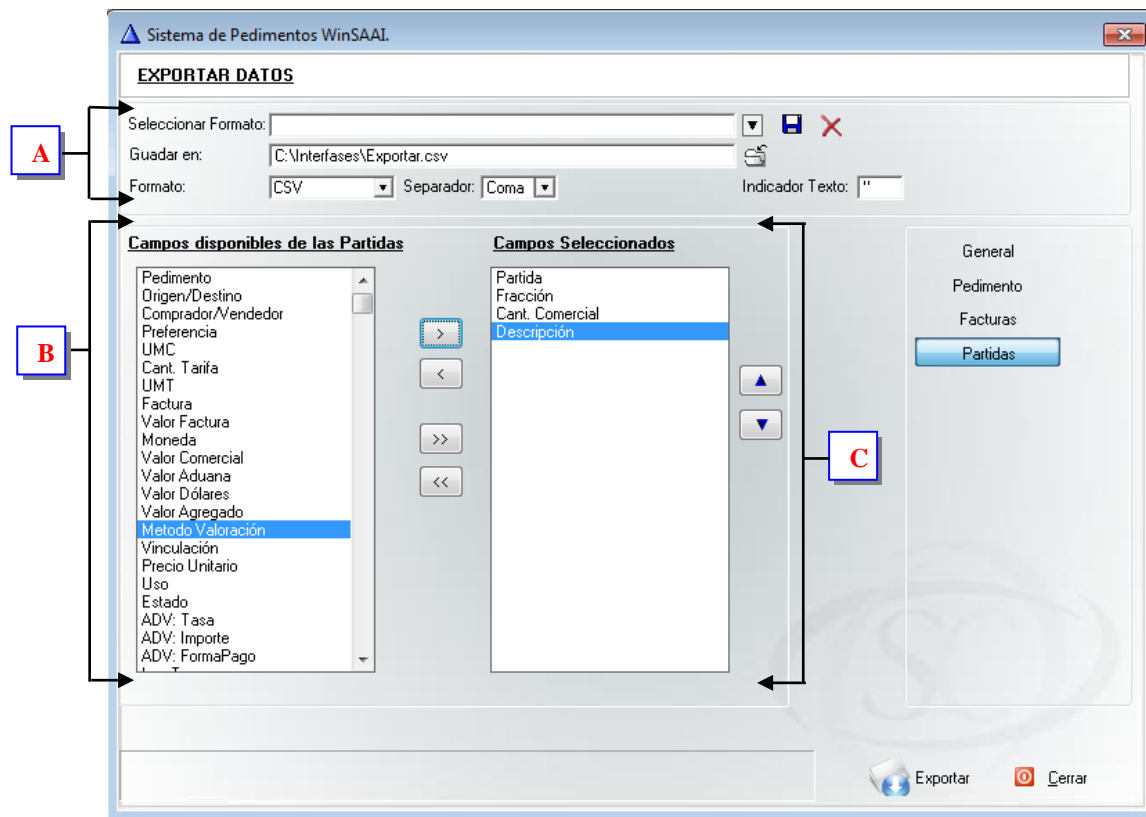 Sistema de Pedimentos WinSAAI.
EXPORTAR DATOS
A
Seleccionar Formato:
Guadar en: C:\Interfases\Exportar.csv
Formato: CSV Separador: Coma Indicador Texto: "
B
Campos disponibles de las Partidas
Pedimento
Origen/Destino
Comprador/Vendedor
Preferencia
UMC
Cant. Tarifa
UMT
Factura
Valor Factura
Moneda
Valor Comercial
Valor Aduana
Valor Dólares
Valor Agregado
Metodo Valoración
Vinculación
Precio Unitario
Uso
Estado
ADV: Tasa
ADV: Importe
ADV: FormaPago
>
<
>>
<<
Campos Seleccionados
Partida
Fracción
Cant. Comercial
Descripción
C
General
Pedimento
Facturas
Partidas
SO
Exportar Cerrar